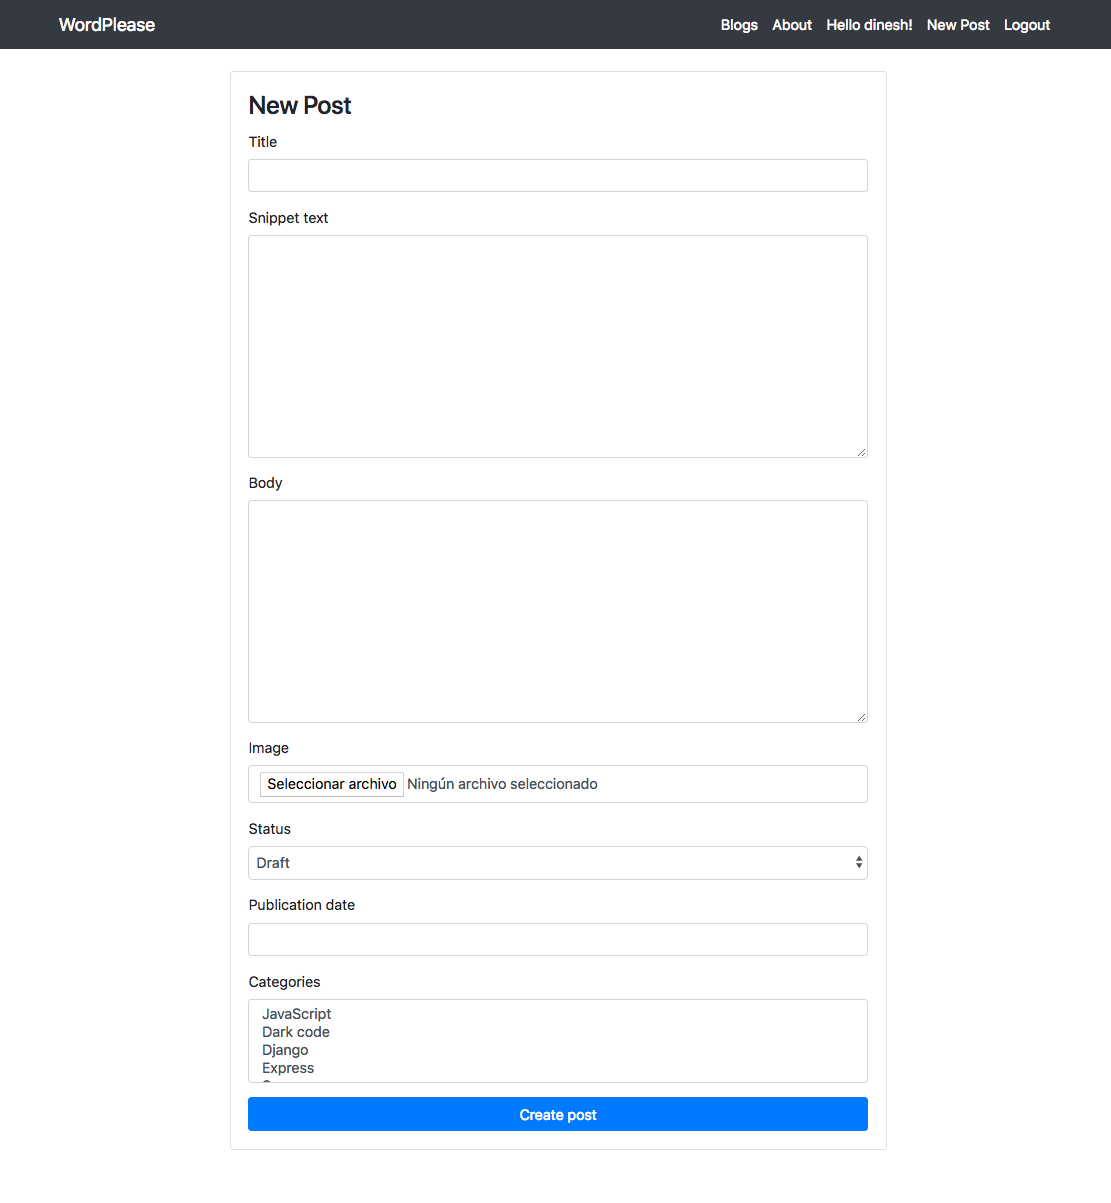 WordPlease Blogs About Hello dinesh! New Post Logout
New Post
Title
Snippet text
Body
Image
Seleccionar archivo Ningún archivo seleccionado
Status
Draft
Publication date
Categories
JavaScript
Dark code
Django
Express
Create post